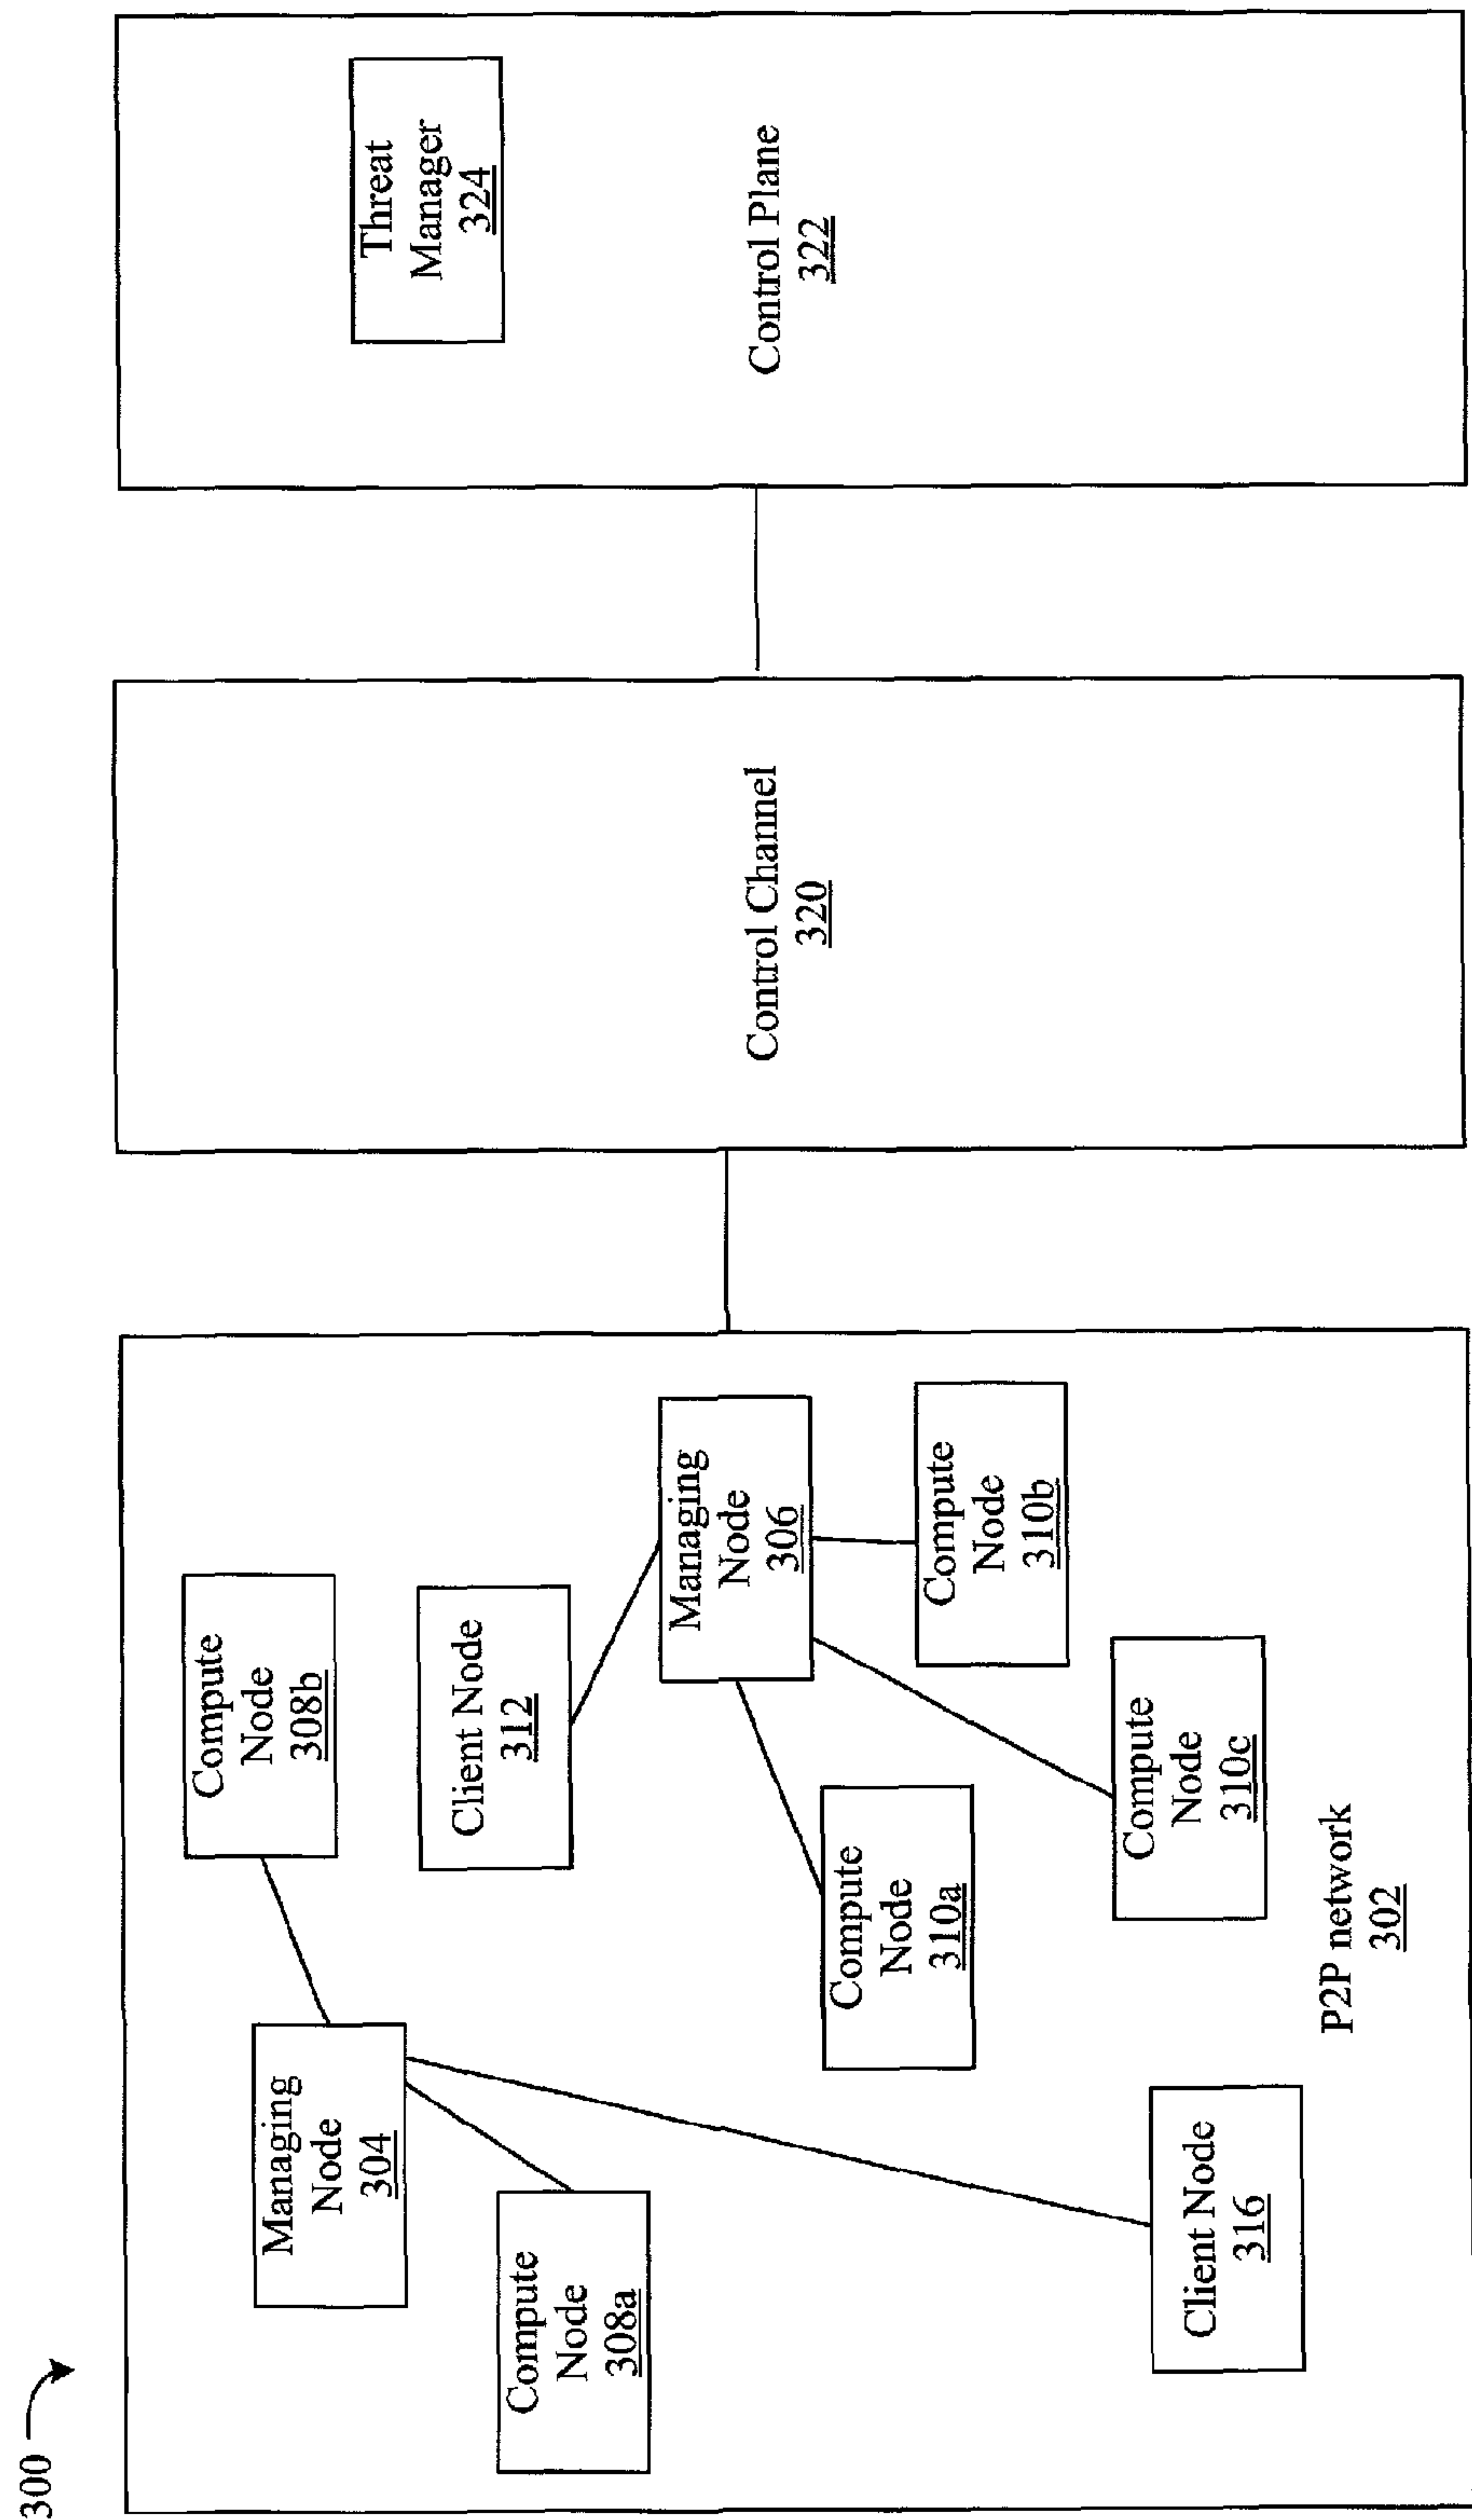 300
Compute
Node
308b
Managing
Node
304
Client Node
312
Compute
Node
308a
Managing
Node
306
Compute
Node
310a
Compute
Node
310b
Compute
Node
310c
Client Node
316
P2P network
302
Control Channel
320
Threat
Manager
324
Control Plane
322